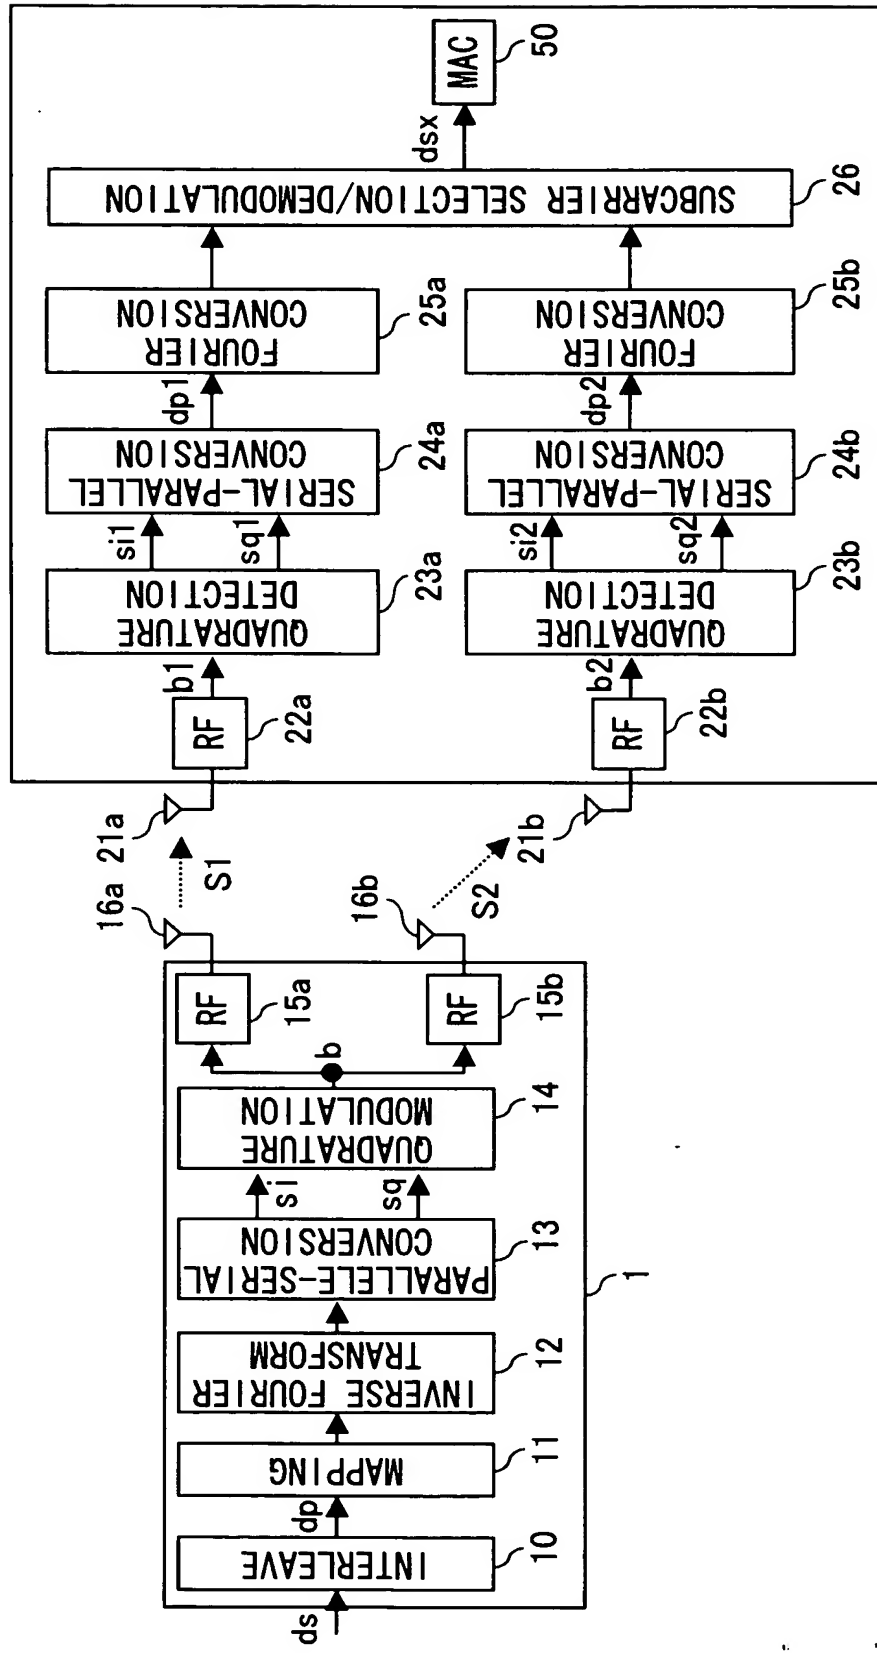 ds
INTERLEAVE
10
dp
MAPPING
11
INVERSE FOURIER
TRANSFORM
12
PARALLELE-SERIAL
CONVERSION
13
si
sq
QUADRATURE
MODULATION
14
b
RF
15a
RF
15b
16a
16b
1
S1
S2
21a
RF
22a
b1
QUADRATURE
DETECTION
23a
si1
sq1
SERIAL-PARALLEL
CONVERSION
24a
dp1
FOURIER
CONVERSION
25a
21b
RF
22b
b2
QUADRATURE
DETECTION
23b
si2
sq2
SERIAL-PARALLEL
CONVERSION
24b
dp2
FOURIER
CONVERSION
25b
SUBCARRIER SELECTION/DEMODULATION
26
dsx
MAC
50